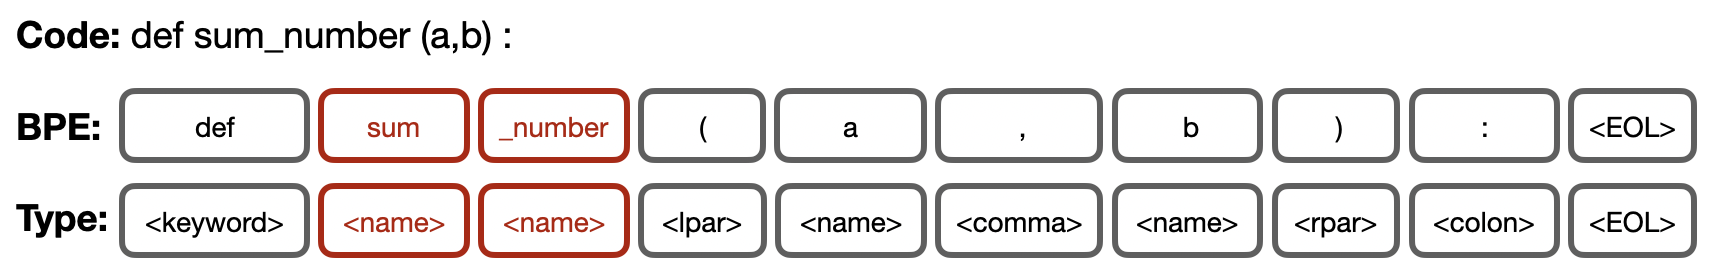 Code: def sum_number (a,b) :
BPE: def sum _number ( a , b ) : <EOL>
Type: <keyword> <name> <name> <lpar> <name> <comma> <name> <rpar> <colon> <EOL>